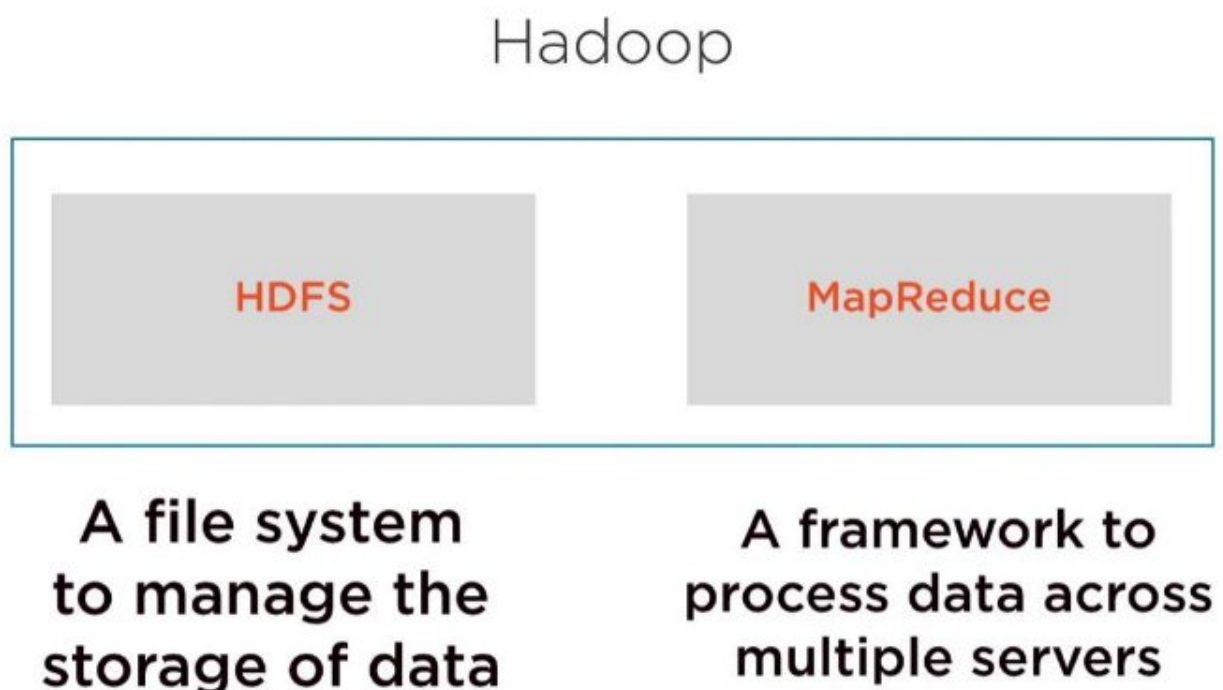 Hadoop
HDFS
MapReduce
A file system
to manage the
storage of data
A framework to
process data across
multiple servers